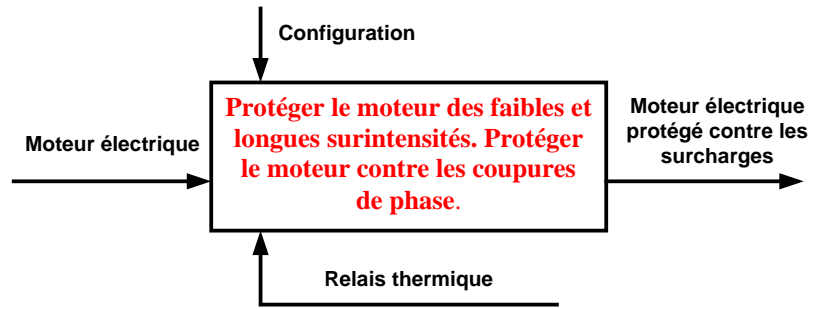 Configuration
Moteur électrique
Protéger le moteur des faibles et
longues surintensités. Protéger
le moteur contre les coupures
de phase.
Moteur électrique
protégé contre les
surcharges
Relais thermique